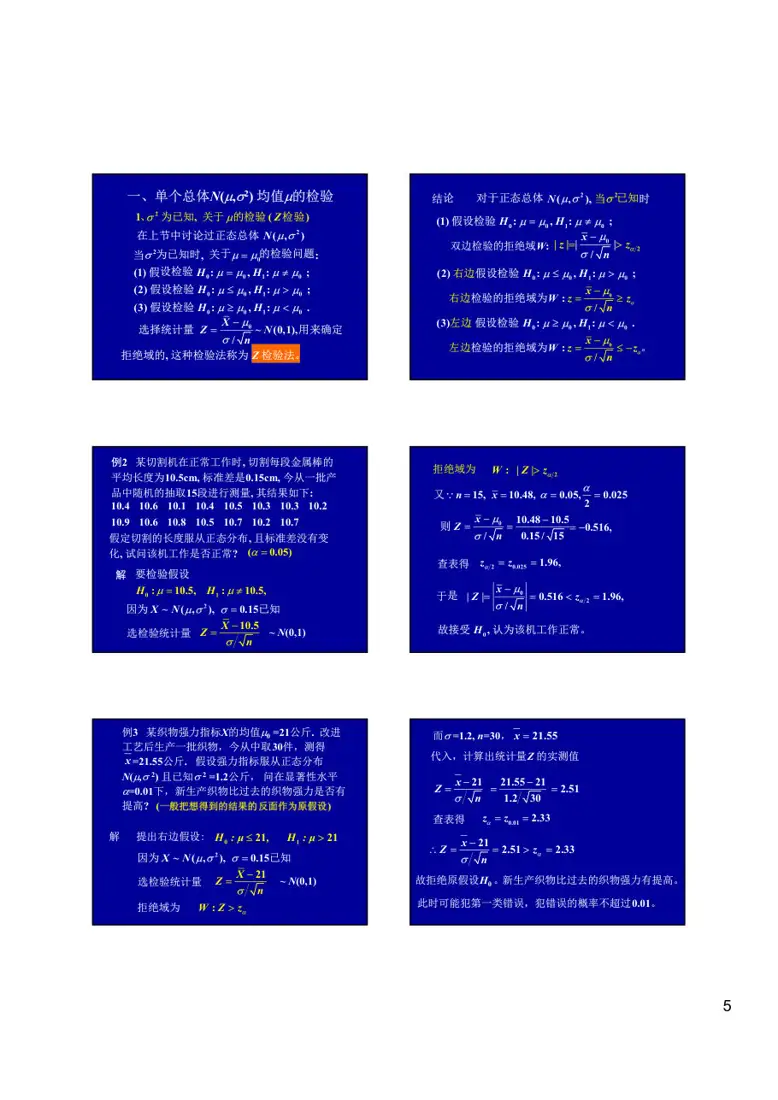 一、单个总体N(μ,σ²) 均值μ的检验
1、σ² 为已知, 关于 μ的检验 ( Z检验)
在上节中讨论过正态总体 N( μ,σ²)
当σ²为已知时, 关于 μ = μ₀的检验问题：
(1) 假设检验 H₀ : μ = μ₀ , H₁ : μ ≠ μ₀ ；
(2) 假设检验 H₀ : μ ≤ μ₀ , H₁ : μ > μ₀ ；
(3) 假设检验 H₀ : μ ≥ μ₀ , H₁ : μ < μ₀ .
选择统计量 Z = (X̄ − μ₀)/(σ / √n) ~ N(0,1),用来确定
拒绝域的, 这种检验法称为 Z 检验法。
结论 对于正态总体 N( μ,σ² ), 当σ²已知时
(1) 假设检验 H₀ : μ = μ₀ , H₁ : μ ≠ μ₀ ；
双边检验的拒绝域W: | z |=| (x̄ − μ₀)/(σ / √n) |> z_{α/2}
(2) 右边假设检验 H₀ : μ ≤ μ₀ , H₁ : μ > μ₀ ；
右边检验的拒绝域为W : z = (x̄ − μ₀)/(σ / √n) ≥ z_α
(3)左边 假设检验 H₀ : μ ≥ μ₀ , H₁ : μ < μ₀ .
左边检验的拒绝域为W : z = (x̄ − μ₀)/(σ / √n) ≤ −z_α。
例2 某切割机在正常工作时, 切割每段金属棒的
平均长度为10.5cm, 标准差是0.15cm, 今从一批产
品中随机的抽取15段进行测量, 其结果如下:
10.4 10.6 10.1 10.4 10.5 10.3 10.3 10.2
10.9 10.6 10.8 10.5 10.7 10.2 10.7
假定切割的长度服从正态分布, 且标准差没有变
化, 试问该机工作是否正常? (α = 0.05)
解 要检验假设
H₀ : μ = 10.5, H₁ : μ ≠ 10.5,
因为 X ~ N ( μ, σ² ), σ = 0.15已知
选检验统计量 Z = (X̄ − 10.5)/(σ/√n) ~ N(0,1)
拒绝域为 W : | Z |> z_{α/2}
又∵ n = 15, x̄ = 10.48, α = 0.05, α/2 = 0.025
则 Z = (x̄ − μ₀)/(σ / √n) = (10.48 − 10.5)/(0.15 / √15) = −0.516,
查表得 z_{α/2} = z_{0.025} = 1.96,
于是 | Z |= |(x̄ − μ₀)/(σ / √n)| = 0.516 < z_{α/2} = 1.96,
故接受 H₀ , 认为该机工作正常。
例3 某织物强力指标X的均值μ₀ =21公斤. 改进
工艺后生产一批织物，今从中取30件，测得
x̄ =21.55公斤. 假设强力指标服从正态分布
N(μ,σ²) 且已知σ² =1.2公斤， 问在显著性水平
α=0.01下，新生产织物比过去的织物强力是否有
提高? (一般把想得到的结果的反面作为原假设)
解 提出右边假设: H₀ : μ ≤ 21, H₁ : μ > 21
因为 X ~ N ( μ, σ² ), σ = 0.15已知
选检验统计量 Z = (X̄ − 21)/(σ/√n) ~ N(0,1)
拒绝域为 W : Z > z_α
而σ =1.2, n=30， x̄ = 21.55
代入，计算出统计量Z 的实测值
Z = (x̄ − 21)/(σ/√n) = (21.55 − 21)/(1.2/√30) = 2.51
查表得 z_α = z_{0.01} = 2.33
∴ Z = (x̄ − 21)/(σ/√n) = 2.51 > z_α = 2.33
故拒绝原假设H₀ 。新生产织物比过去的织物强力有提高。
此时可能犯第一类错误，犯错误的概率不超过0.01。
5